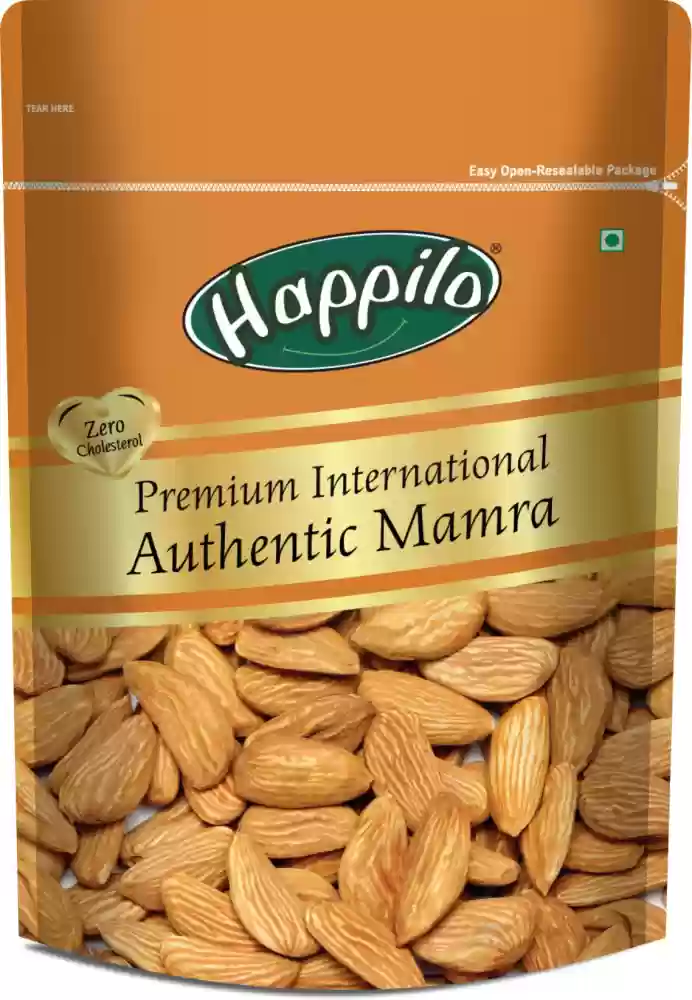 TEAR HERE
Easy Open-Resealable Package
Happilo®
Zero
Cholesterol
Premium International
Authentic Mamra